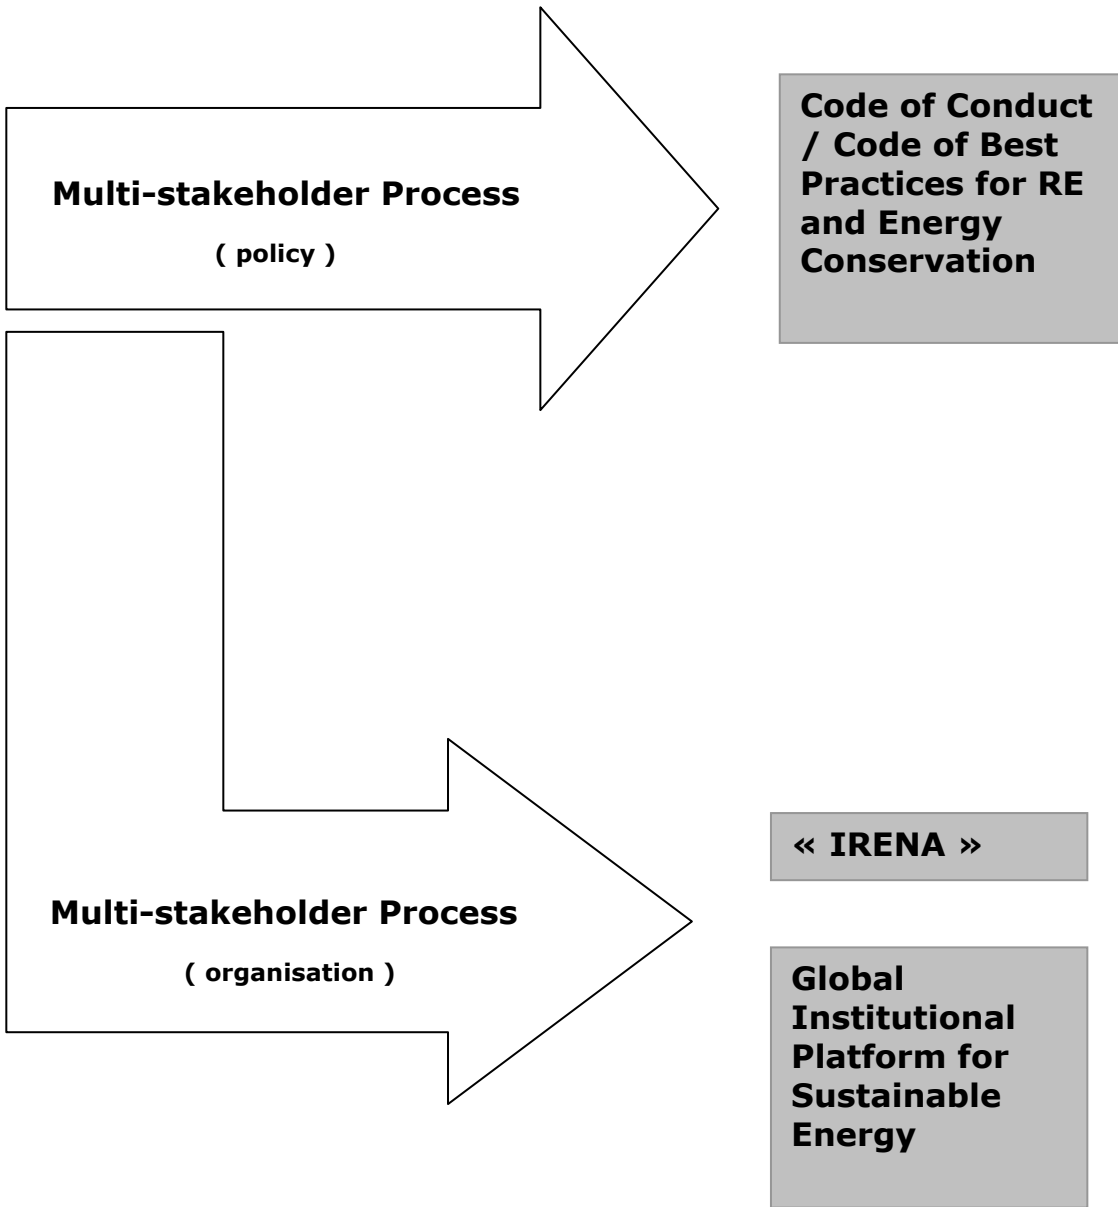 Multi-stakeholder Process
( policy )
Code of Conduct
/ Code of Best
Practices for RE
and Energy
Conservation
Multi-stakeholder Process
( organisation )
« IRENA »
Global
Institutional
Platform for
Sustainable
Energy